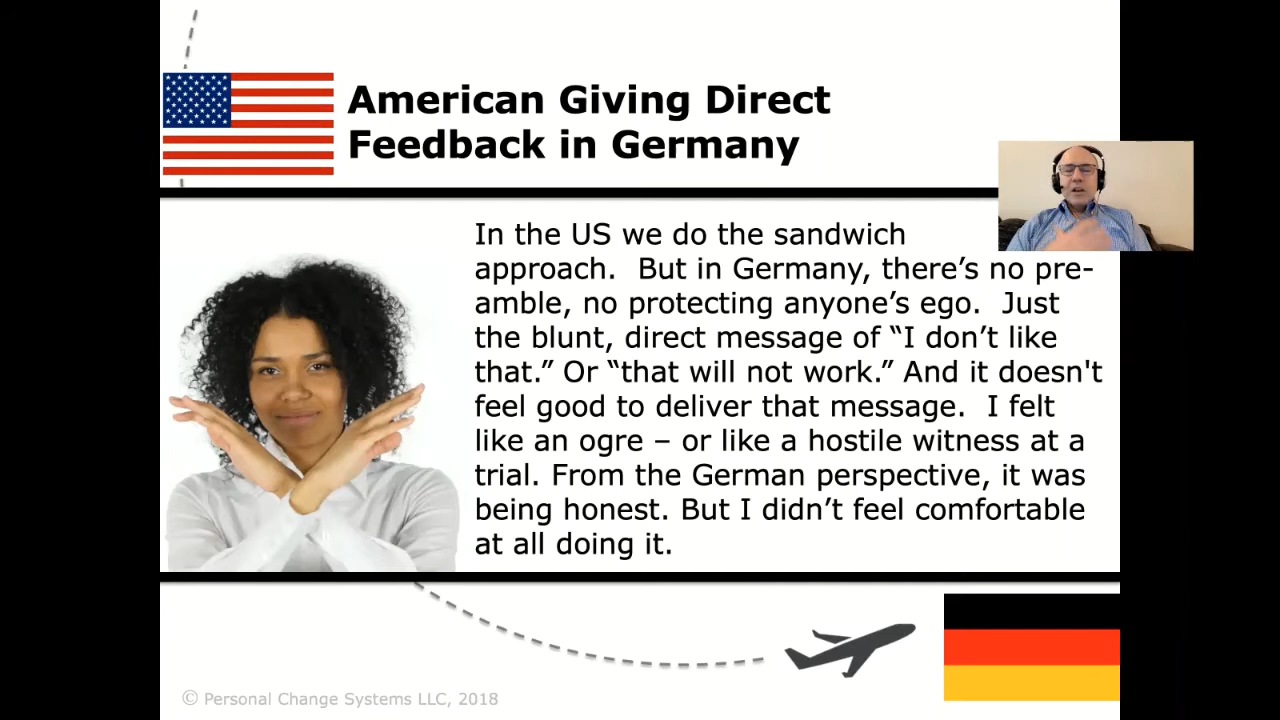 American Giving Direct
Feedback in Germany
In the US we do the sandwich
approach.  But in Germany, there’s no pre-
amble, no protecting anyone’s ego.  Just
the blunt, direct message of “I don’t like
that.” Or “that will not work.” And it doesn't
feel good to deliver that message.  I felt
like an ogre – or like a hostile witness at a
trial. From the German perspective, it was
being honest. But I didn’t feel comfortable
at all doing it.
© Personal Change Systems LLC, 2018